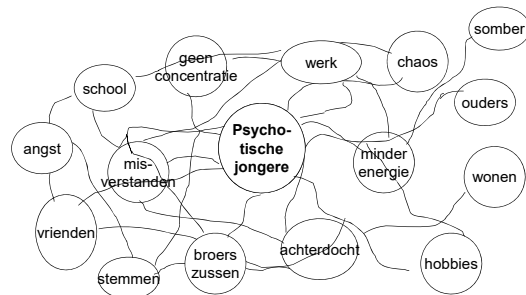 somber
geen
concentratie
werk
chaos
school
ouders
Psycho-
tische
jongere
angst
mis-
verstanden
minder
energie
wonen
vrienden
broers
zussen
achterdocht
hobbies
stemmen